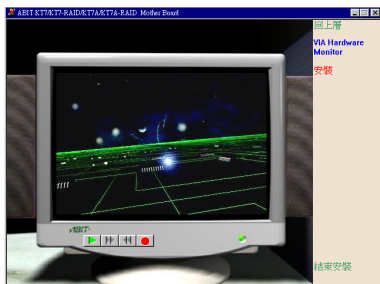 ABIT KT7/KT7-RAID/KT7A/KT7A-RAID Mother Board
回上層
VIA Hardware
Monitor
安裝
ABIT
結束安裝